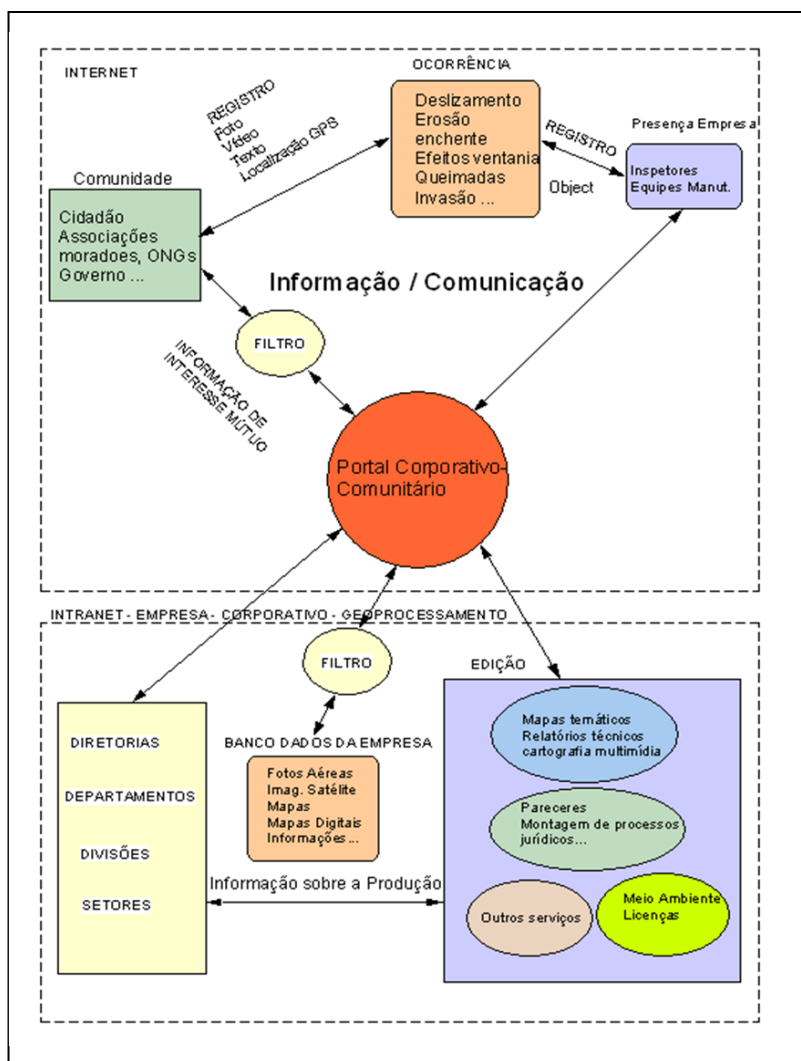 INTERNET
OCORRÊNCIA
Deslizamento
Erosão
enchente
Efeitos ventania
Queimadas
Invasão ...
REGISTRO
Foto
Vídeo
Texto
Localização GPS
REGISTRO
Object
Presença Empresa
Inspetores
Equipes Manut.
Comunidade
Cidadão
Associações
moradoes, ONGs
Governo ...
Informação / Comunicação
FILTRO
INFORMAÇÃO DE
INTERESSE MÚTUO
Portal Corporativo-
Comunitário
INTRANET - EMPRESA- CORPORATIVO - GEOPROCESSAMENTO
FILTRO
EDIÇÃO
DIRETORIAS
DEPARTAMENTOS
DIVISÕES
SETORES
BANCO DADOS DA EMPRESA
Fotos Aéreas
Imag. Satélite
Mapas
Mapas Digitais
Informações...
Informação sobre a Produção
Mapas temáticos
Relatórios técnicos
cartografia multimídia
Pareceres
Montagem de processos
jurídicos...
Outros serviços
Meio Ambiente
Licenças